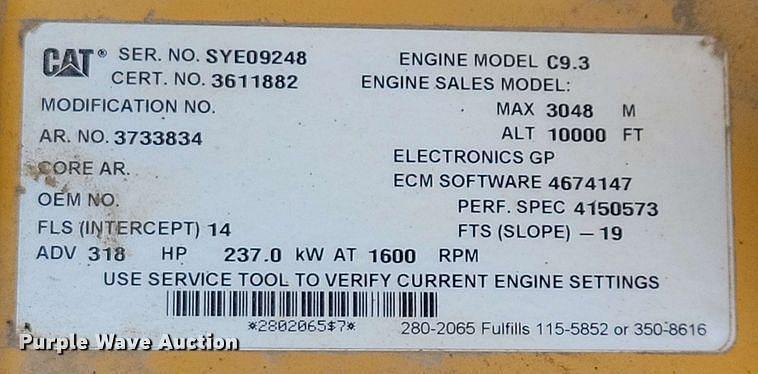 CAT® SER. NO. SYE09248 ENGINE MODEL C9.3
CERT. NO. 3611882 ENGINE SALES MODEL:
MODIFICATION NO. MAX 3048 M
AR. NO. 3733834 ALT 10000 FT
CORE AR. ELECTRONICS GP
ECM SOFTWARE 4674147
OEM NO. PERF. SPEC 4150573
FLS (INTERCEPT) 14 FTS (SLOPE) –19
ADV 318 HP 237.0 kW AT 1600 RPM
USE SERVICE TOOL TO VERIFY CURRENT ENGINE SETTINGS
*2802065$7* 280-2065 Fulfills 115-5852 or 350-8616
Purple Wave Auction